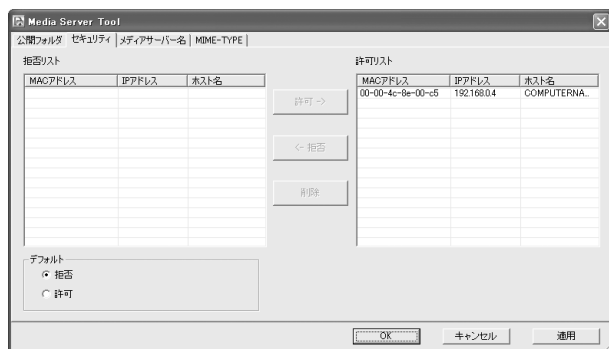 Media Server Tool
公開フォルダ セキュリティ メディアサーバー名 MIME-TYPE
拒否リスト
MACアドレス IPアドレス ホスト名
許可 ->
<- 拒否
削除
許可リスト
MACアドレス IPアドレス ホスト名
00-00-4c-8e-00-c5 192.168.0.4 COMPUTERNA...
デフォルト
拒否
許可
OK キャンセル 適用